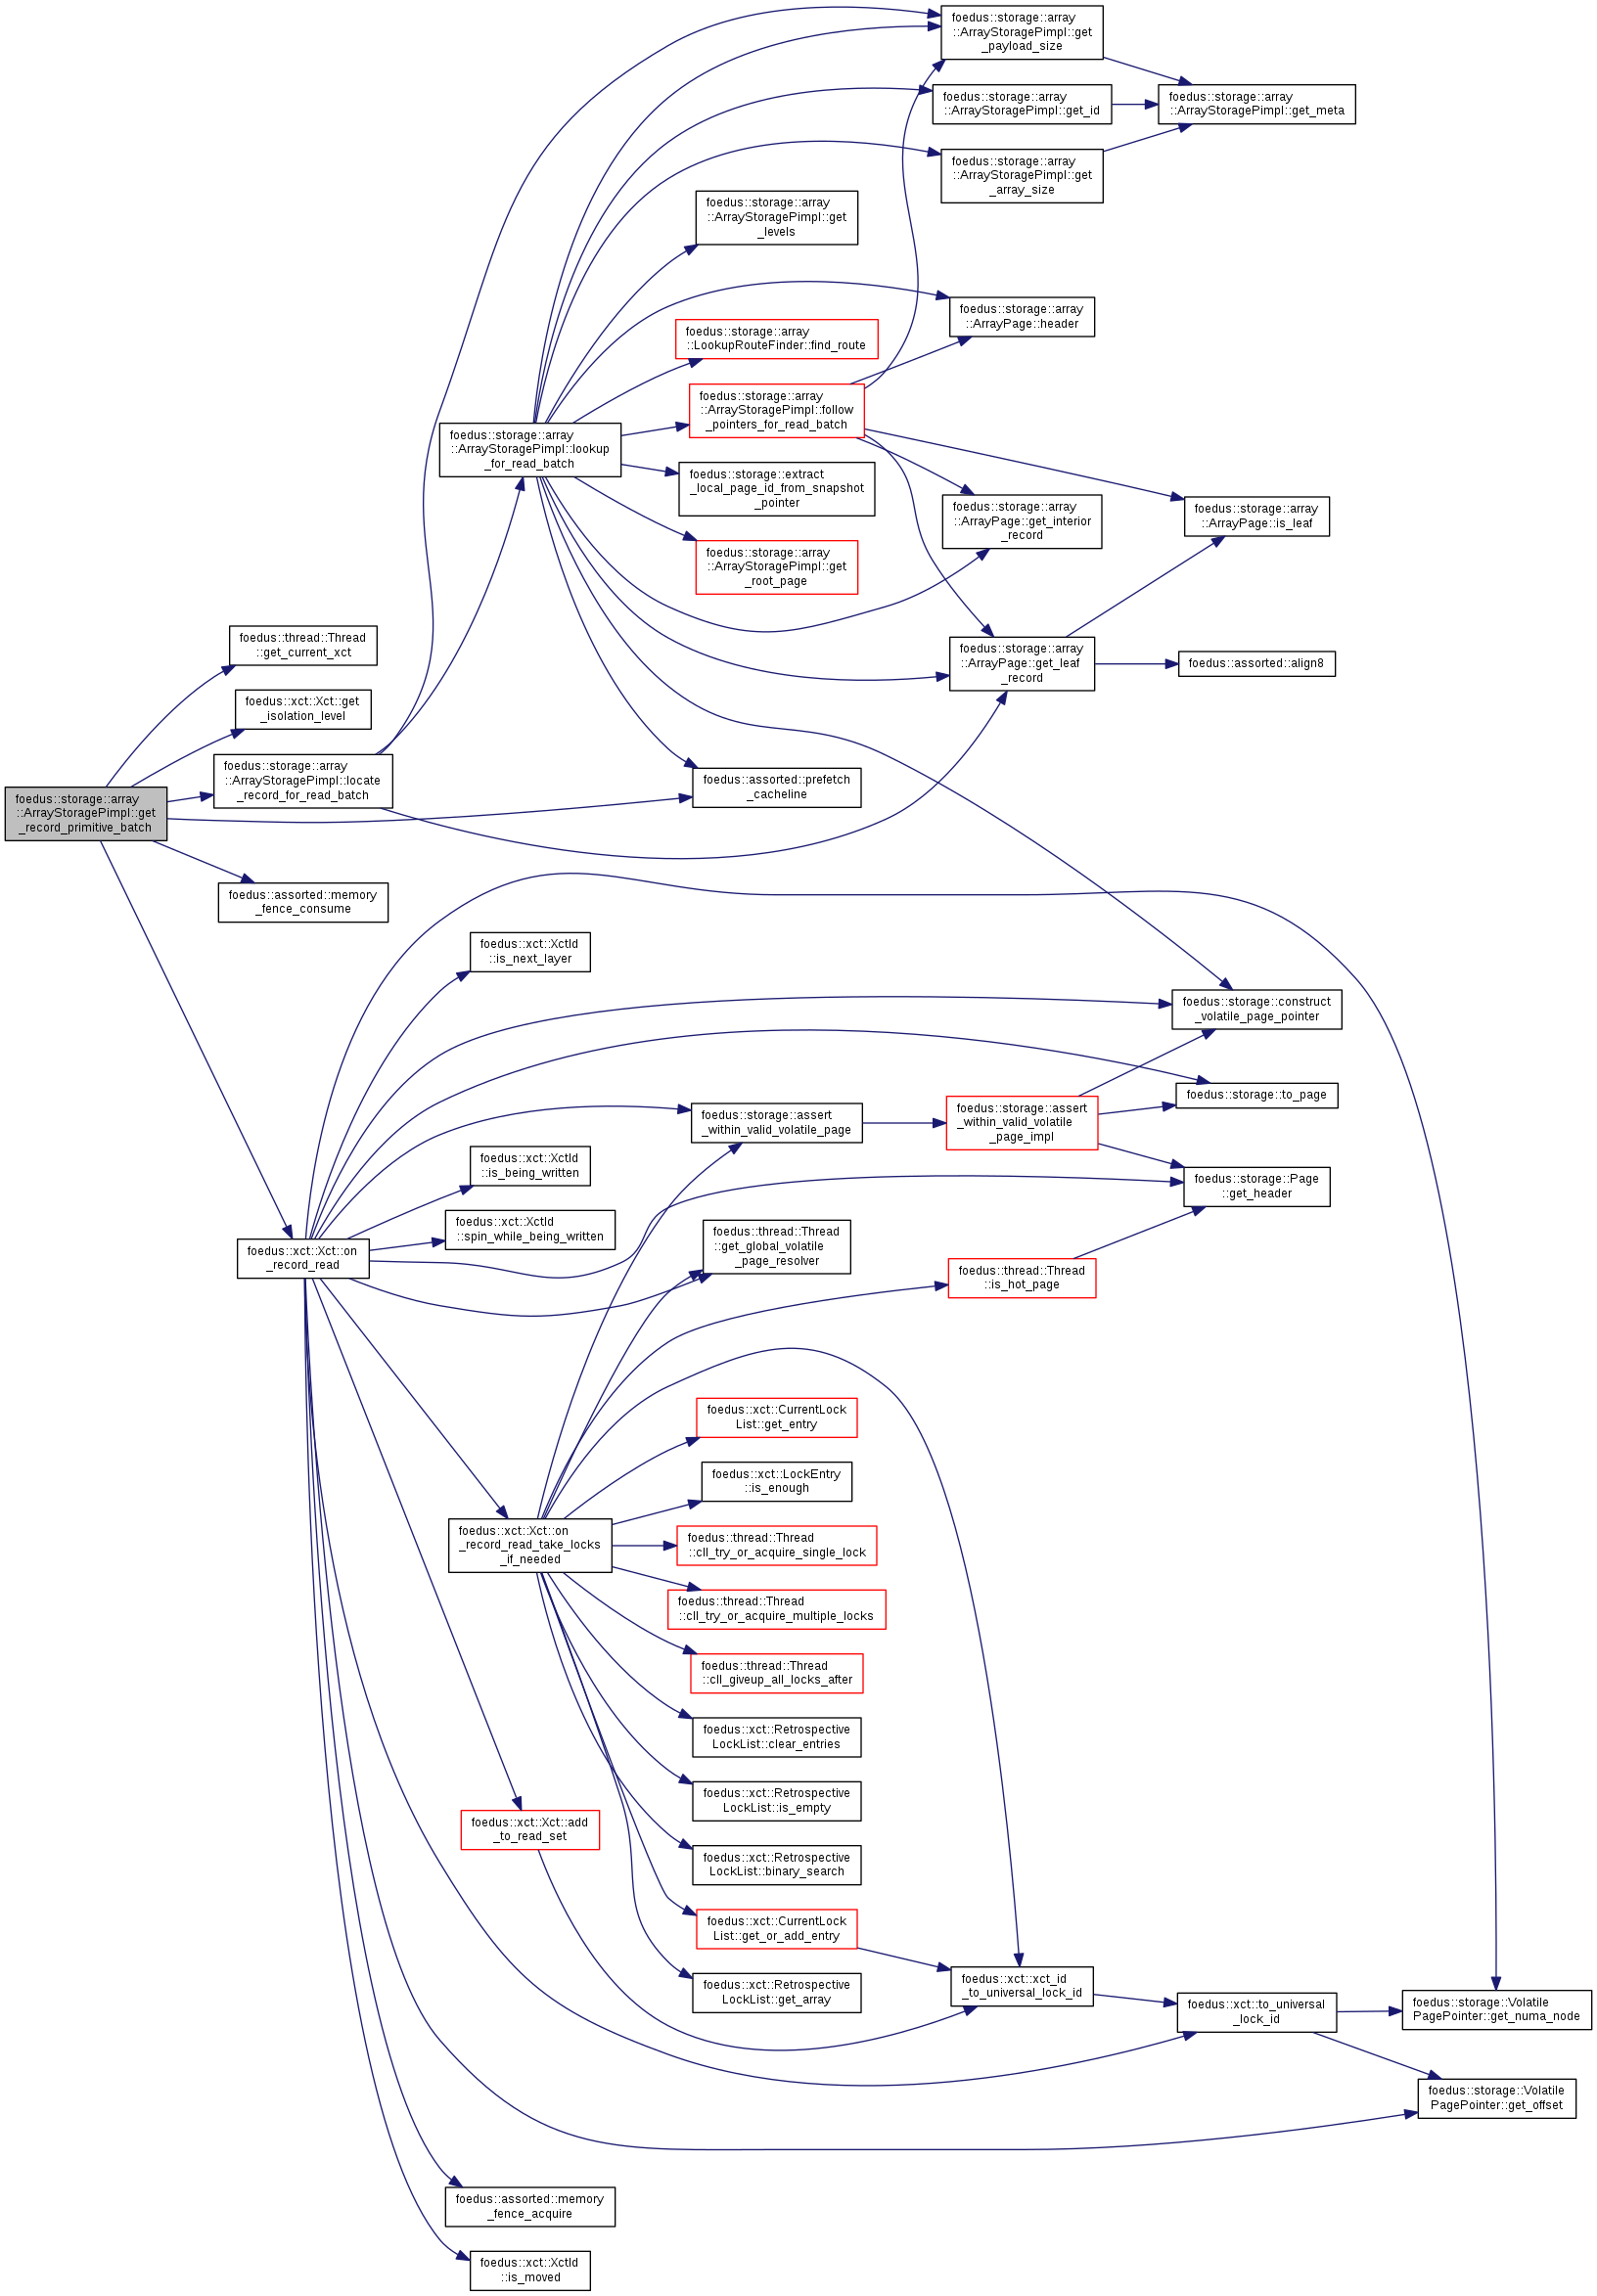 foedus::storage::array
::ArrayStoragePimpl::get
_payload_size
foedus::storage::array
::ArrayStoragePimpl::get_id
foedus::storage::array
::ArrayStoragePimpl::get_meta
foedus::storage::array
::ArrayStoragePimpl::get
_array_size
foedus::storage::array
::ArrayStoragePimpl::get
_levels
foedus::storage::array
::ArrayPage::header
foedus::storage::array
::LookupRouteFinder::find_route
foedus::storage::array
::ArrayStoragePimpl::follow
_pointers_for_read_batch
foedus::storage::array
::ArrayStoragePimpl::lookup
_for_read_batch
foedus::storage::extract
_local_page_id_from_snapshot
_pointer
foedus::storage::array
::ArrayPage::get_interior
_record
foedus::storage::array
::ArrayPage::is_leaf
foedus::storage::array
::ArrayStoragePimpl::get
_root_page
foedus::thread::Thread
::get_current_xct
foedus::storage::array
::ArrayPage::get_leaf
_record
foedus::assorted::align8
foedus::xct::Xct::get
_isolation_level
foedus::storage::array
::ArrayStoragePimpl::locate
_record_for_read_batch
foedus::assorted::prefetch
_cacheline
foedus::storage::array
::ArrayStoragePimpl::get
_record_primitive_batch
foedus::assorted::memory
_fence_consume
foedus::xct::XctId
::is_next_layer
foedus::storage::construct
_volatile_page_pointer
foedus::storage::to_page
foedus::storage::assert
_within_valid_volatile_page
foedus::storage::assert
_within_valid_volatile
_page_impl
foedus::xct::XctId
::is_being_written
foedus::storage::Page
::get_header
foedus::xct::XctId
::spin_while_being_written
foedus::thread::Thread
::get_global_volatile
_page_resolver
foedus::xct::Xct::on
_record_read
foedus::thread::Thread
::is_hot_page
foedus::xct::CurrentLock
List::get_entry
foedus::xct::LockEntry
::is_enough
foedus::xct::Xct::on
_record_read_take_locks
_if_needed
foedus::thread::Thread
::cll_try_or_acquire_single_lock
foedus::thread::Thread
::cll_try_or_acquire_multiple_locks
foedus::thread::Thread
::cll_giveup_all_locks_after
foedus::xct::Retrospective
LockList::clear_entries
foedus::xct::Retrospective
LockList::is_empty
foedus::xct::Xct::add
_to_read_set
foedus::xct::Retrospective
LockList::binary_search
foedus::xct::CurrentLock
List::get_or_add_entry
foedus::xct::Retrospective
LockList::get_array
foedus::xct::xct_id
_to_universal_lock_id
foedus::xct::to_universal
_lock_id
foedus::storage::Volatile
PagePointer::get_numa_node
foedus::storage::Volatile
PagePointer::get_offset
foedus::assorted::memory
_fence_acquire
foedus::xct::XctId
::is_moved